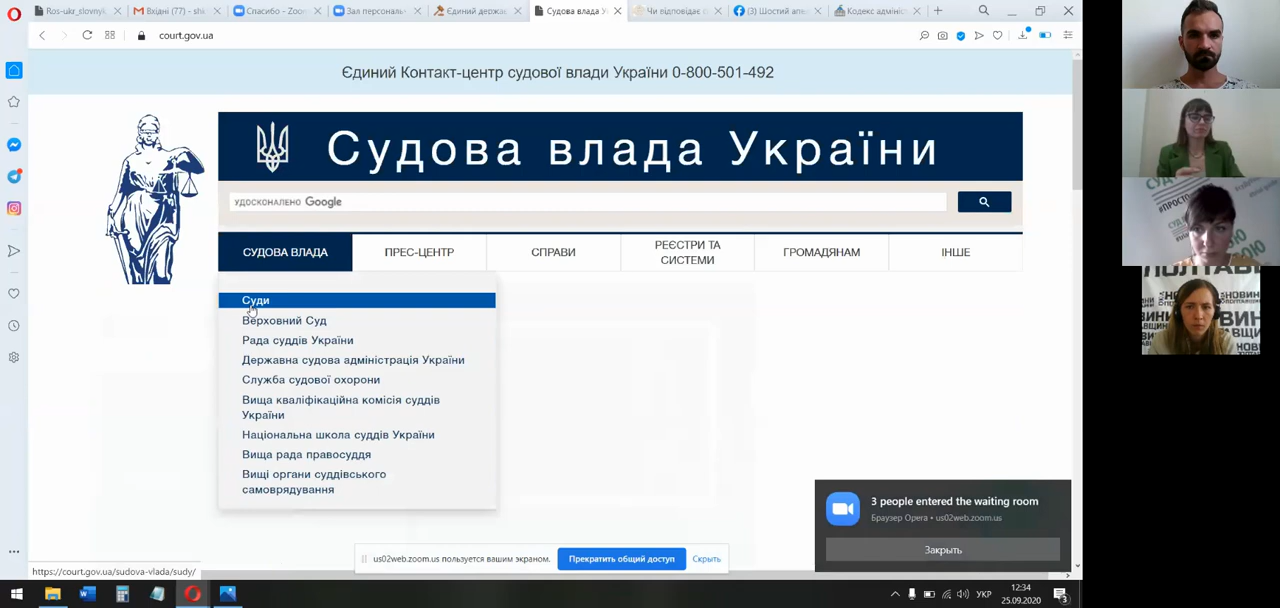 Ros-ukr_slovnyk.
Вхідні (77) - shk
Спасибо - Zoom
Зал персональ
Єдиний держав
Судова влада У
Чи відповідає с
(3) Шостий апе
Кодекс адмініс
court.gov.ua
Єдиний Контакт-центр судової влади України 0-800-501-492
Судова влада України
УДОСКОНАЛЕНО Google
СУДОВА ВЛАДА
ПРЕС-ЦЕНТР
СПРАВИ
РЕЄСТРИ ТА
СИСТЕМИ
ГРОМАДЯНАМ
ІНШЕ
Суди
Верховний Суд
Рада суддів України
Державна судова адміністрація України
Служба судової охорони
Вища кваліфікаційна комісія суддів
України
Національна школа суддів України
Вища рада правосуддя
Вищі органи суддівського
самоврядування
3 people entered the waiting room
Браузер Opera • us02web.zoom.us
Закрыть
us02web.zoom.us пользуется вашим экраном.
Прекратить общий доступ
Скрыть
https://court.gov.ua/sudova-vlada/sudy/
УКР
12:34
25.09.2020
3